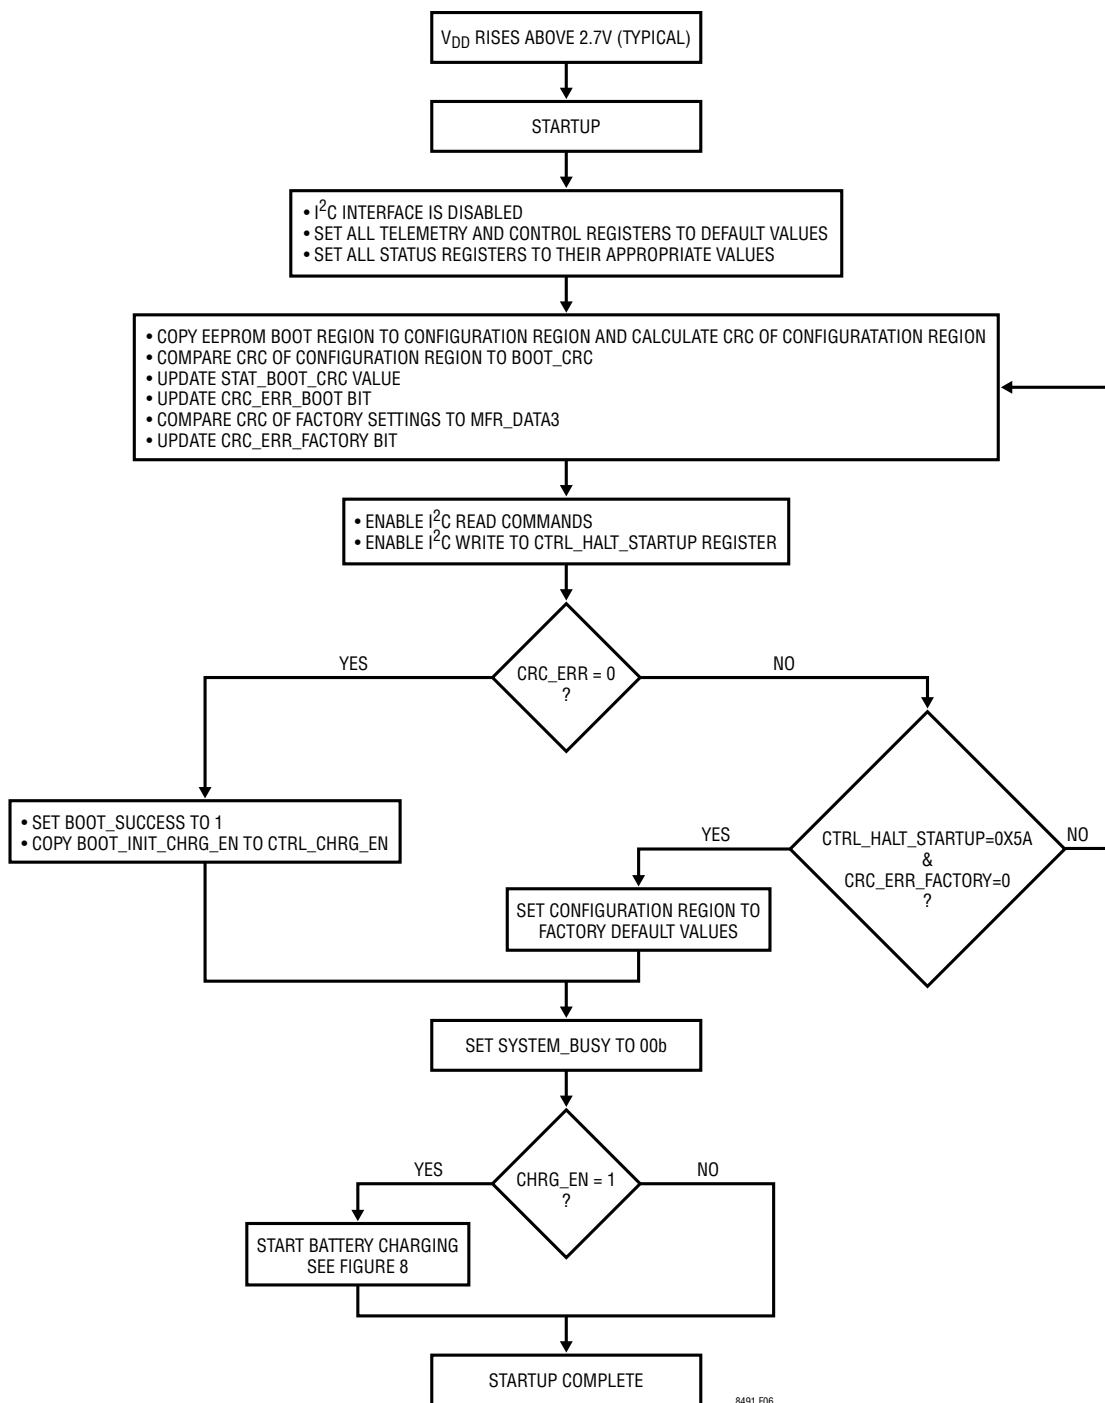 VDD RISES ABOVE 2.7V (TYPICAL)
STARTUP
• I2C INTERFACE IS DISABLED
• SET ALL TELEMETRY AND CONTROL REGISTERS TO DEFAULT VALUES
• SET ALL STATUS REGISTERS TO THEIR APPROPRIATE VALUES
• COPY EEPROM BOOT REGION TO CONFIGURATION REGION AND CALCULATE CRC OF CONFIGURATATION REGION
• COMPARE CRC OF CONFIGURATION REGION TO BOOT_CRC
• UPDATE STAT_BOOT_CRC VALUE
• UPDATE CRC_ERR_BOOT BIT
• COMPARE CRC OF FACTORY SETTINGS TO MFR_DATA3
• UPDATE CRC_ERR_FACTORY BIT
• ENABLE I2C READ COMMANDS
• ENABLE I2C WRITE TO CTRL_HALT_STARTUP REGISTER
YES
CRC_ERR = 0
?
NO
• SET BOOT_SUCCESS TO 1
• COPY BOOT_INIT_CHRG_EN TO CTRL_CHRG_EN
YES
CTRL_HALT_STARTUP=0X5A
&
CRC_ERR_FACTORY=0
?
NO
SET CONFIGURATION REGION TO
FACTORY DEFAULT VALUES
SET SYSTEM_BUSY TO 00b
YES
CHRG_EN = 1
?
NO
START BATTERY CHARGING
SEE FIGURE 8
STARTUP COMPLETE
8491 F06